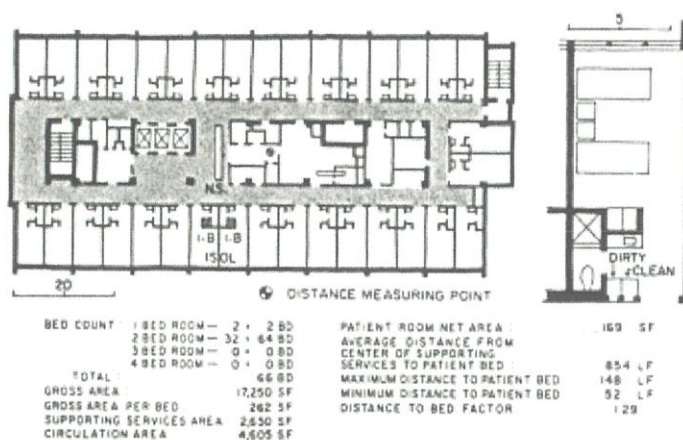 5
N.S.
1-B 1-B
ISOL
DIRTY
CLEAN
20
DISTANCE MEASURING POINT
BED COUNT : 1 BED ROOM — 2 = 2 BD
2 BED ROOM — 32 = 64 BD
3 BED ROOM — 0 = 0 BD
4 BED ROOM — 0 = 0 BD
TOTAL : 66 BD
GROSS AREA : 17,250 SF
GROSS AREA PER BED : 262 SF
SUPPORTING SERVICES AREA 2,650 SF
CIRCULATION AREA 4,605 SF
PATIENT ROOM NET AREA : 169 SF
AVERAGE DISTANCE FROM
CENTER OF SUPPORTING
SERVICES TO PATIENT BED : 85.4 LF
MAXIMUM DISTANCE TO PATIENT BED 148 LF
MINIMUM DISTANCE TO PATIENT BED 52 LF
DISTANCE TO BED FACTOR 1.29